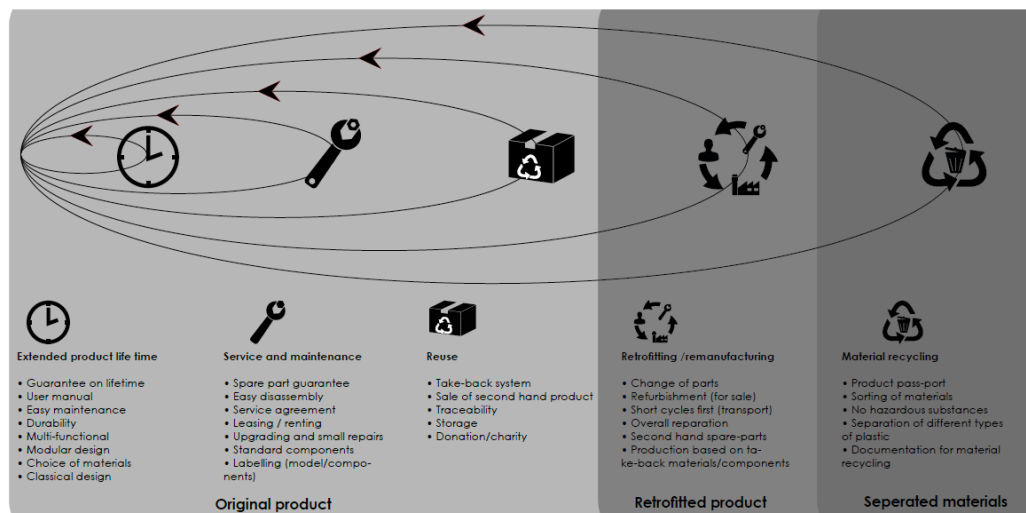 Extended product life time
• Guarantee on lifetime
• User manual
• Easy maintenance
• Durability
• Multi-functional
• Modular design
• Choice of materials
• Classical design
Service and maintenance
• Spare part guarantee
• Easy disassembly
• Service agreement
• Leasing / renting
• Upgrading and small repairs
• Standard components
• Labelling (model/compo-
nents)
Reuse
• Take-back system
• Sale of second hand product
• Traceability
• Storage
• Donation/charity
Original product
Retrofitting /remanufacturing
• Change of parts
• Refurbishment (for sale)
• Short cycles first (transport)
• Overall reparation
• Second hand spare-parts
• Production based on ta-
ke-back materials/components
Retrofitted product
Material recycling
• Product pass-port
• Sorting of materials
• No hazardous substances
• Separation of different types
of plastic
• Documentation for material
recycling
Seperated materials